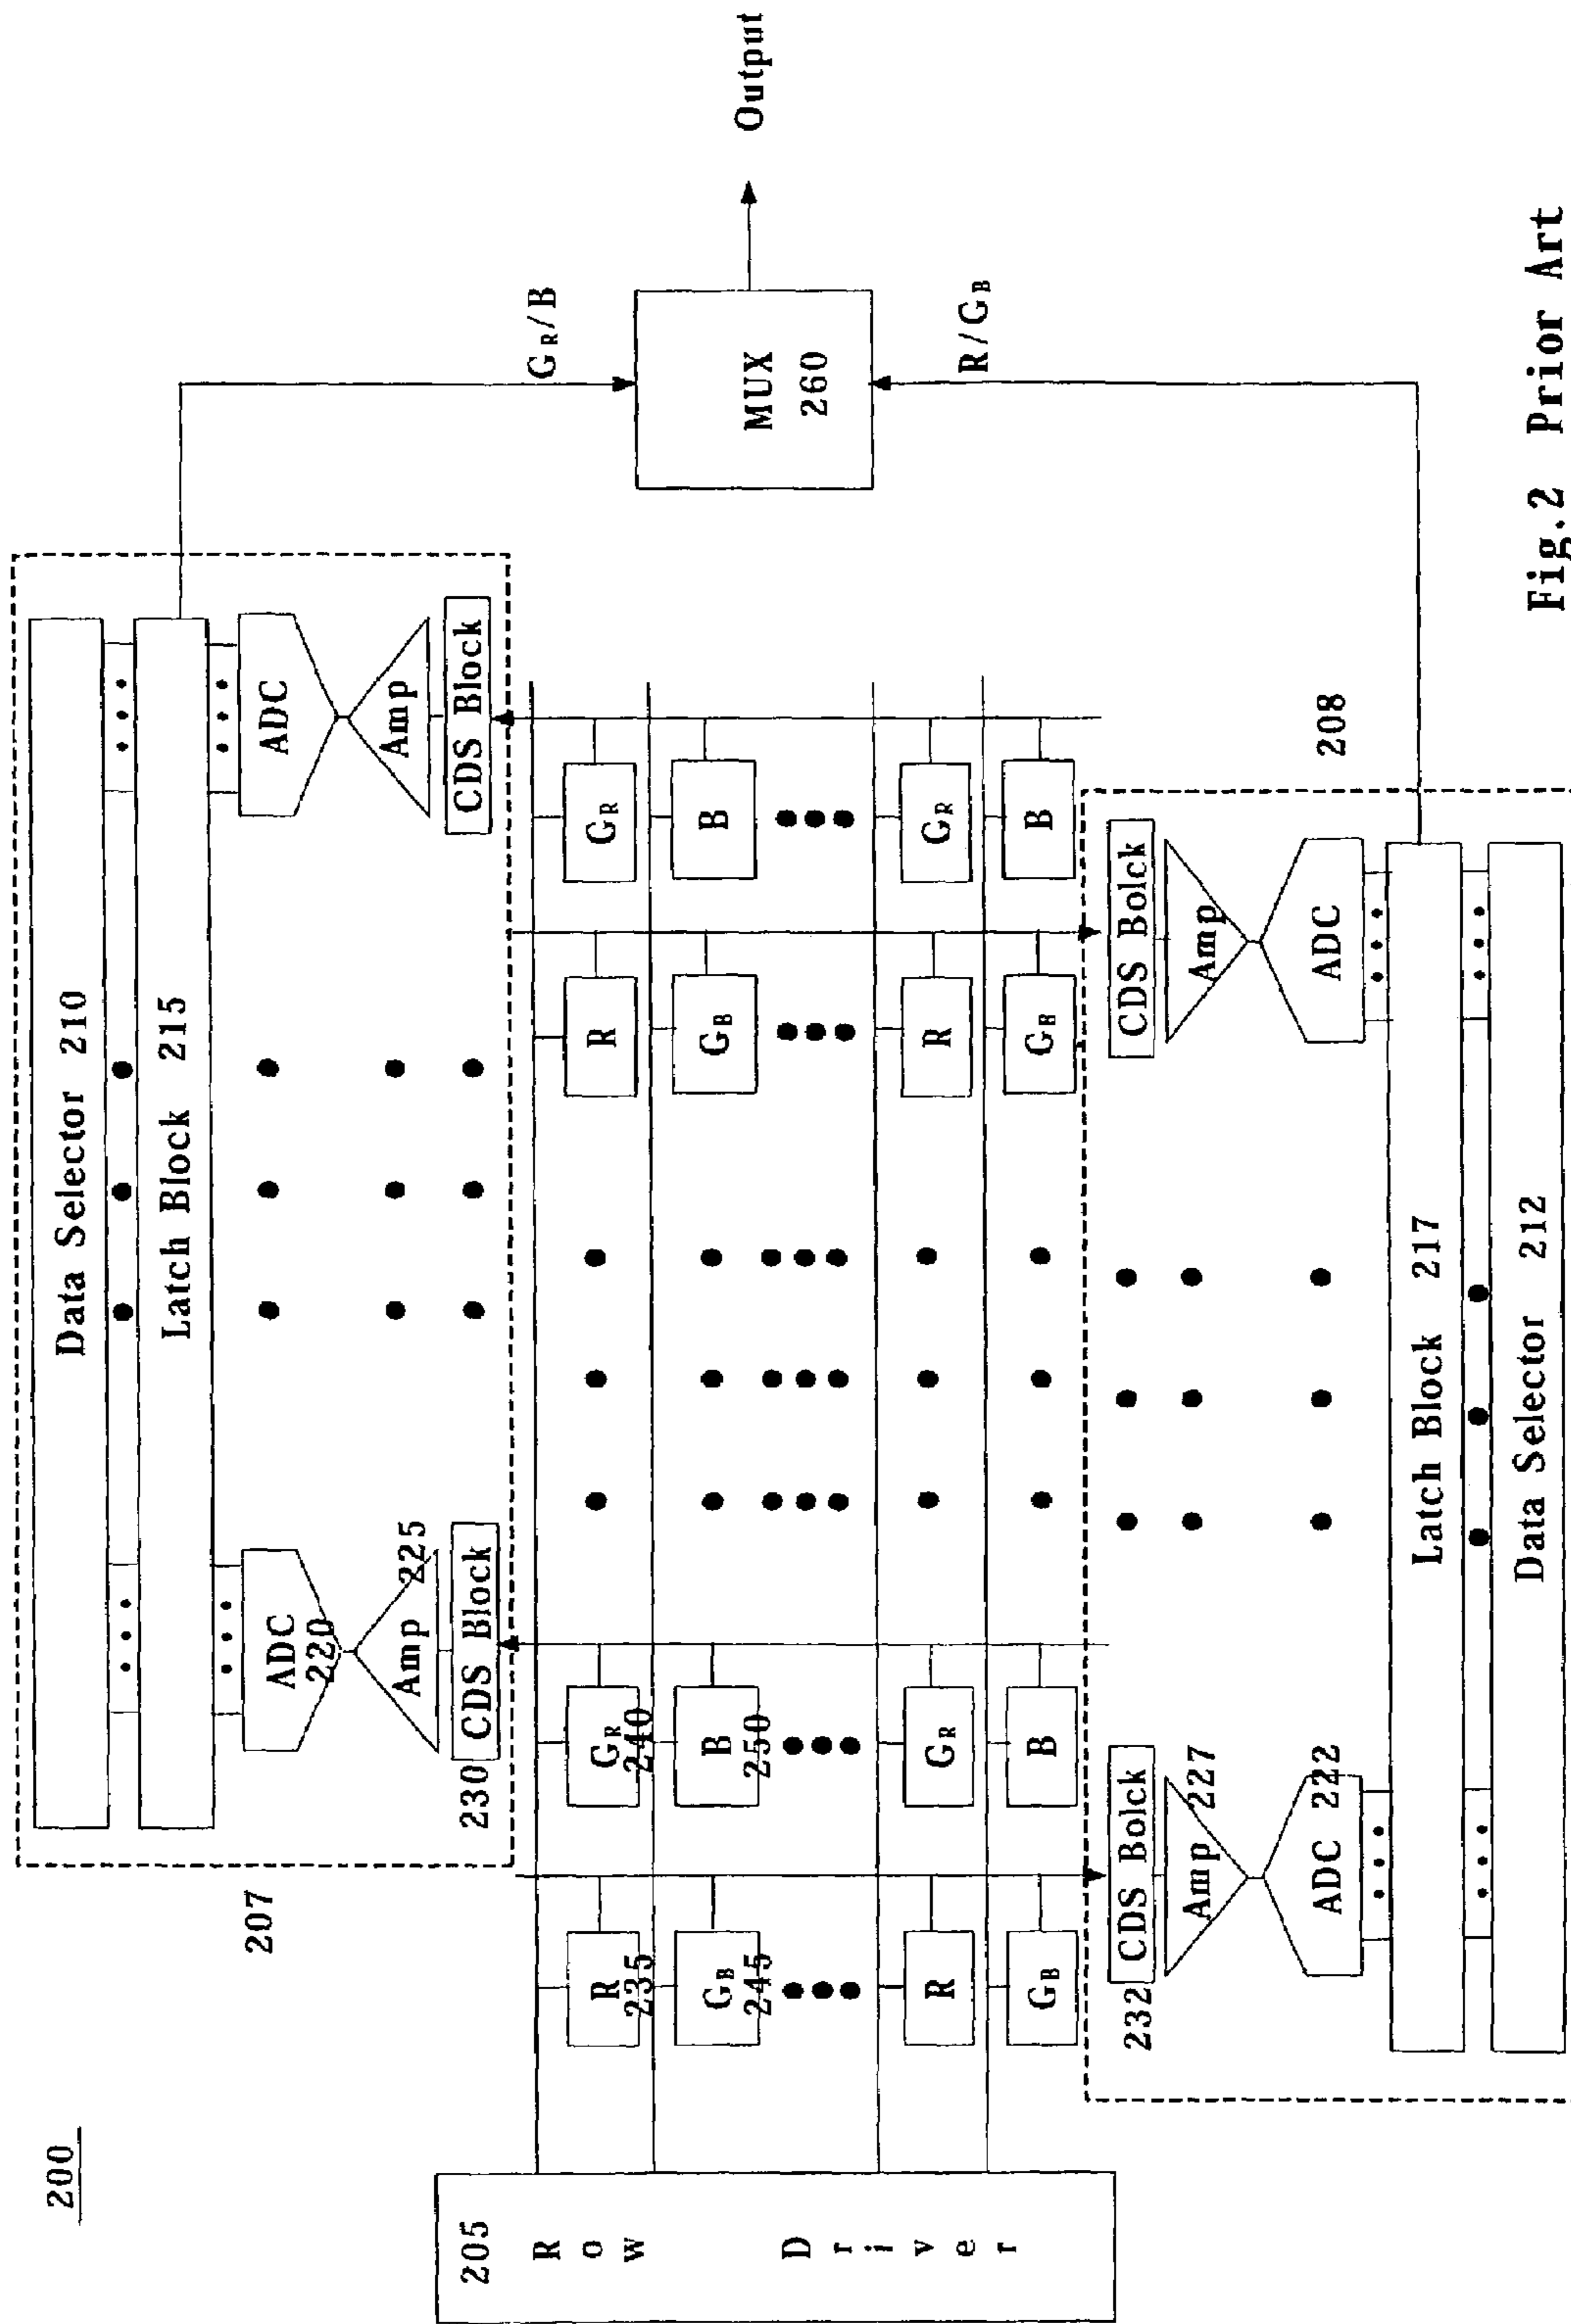 200
Data Selector 210
Latch Block 215
ADC
220
ADC
Amp 225
Amp
230
CDS Block
CDS Block
207
205
Row Driver
R
235
GR
240
R
GR
GB
245
B
250
GB
B
R
GR
R
GR
GB
B
GB
B
GR/B
MUX
260
Output
R/GB
208
232
CDS Bolck
CDS Bolck
Amp 227
Amp
ADC 222
ADC
Latch Block 217
Data Selector 212
Fig.2 Prior Art